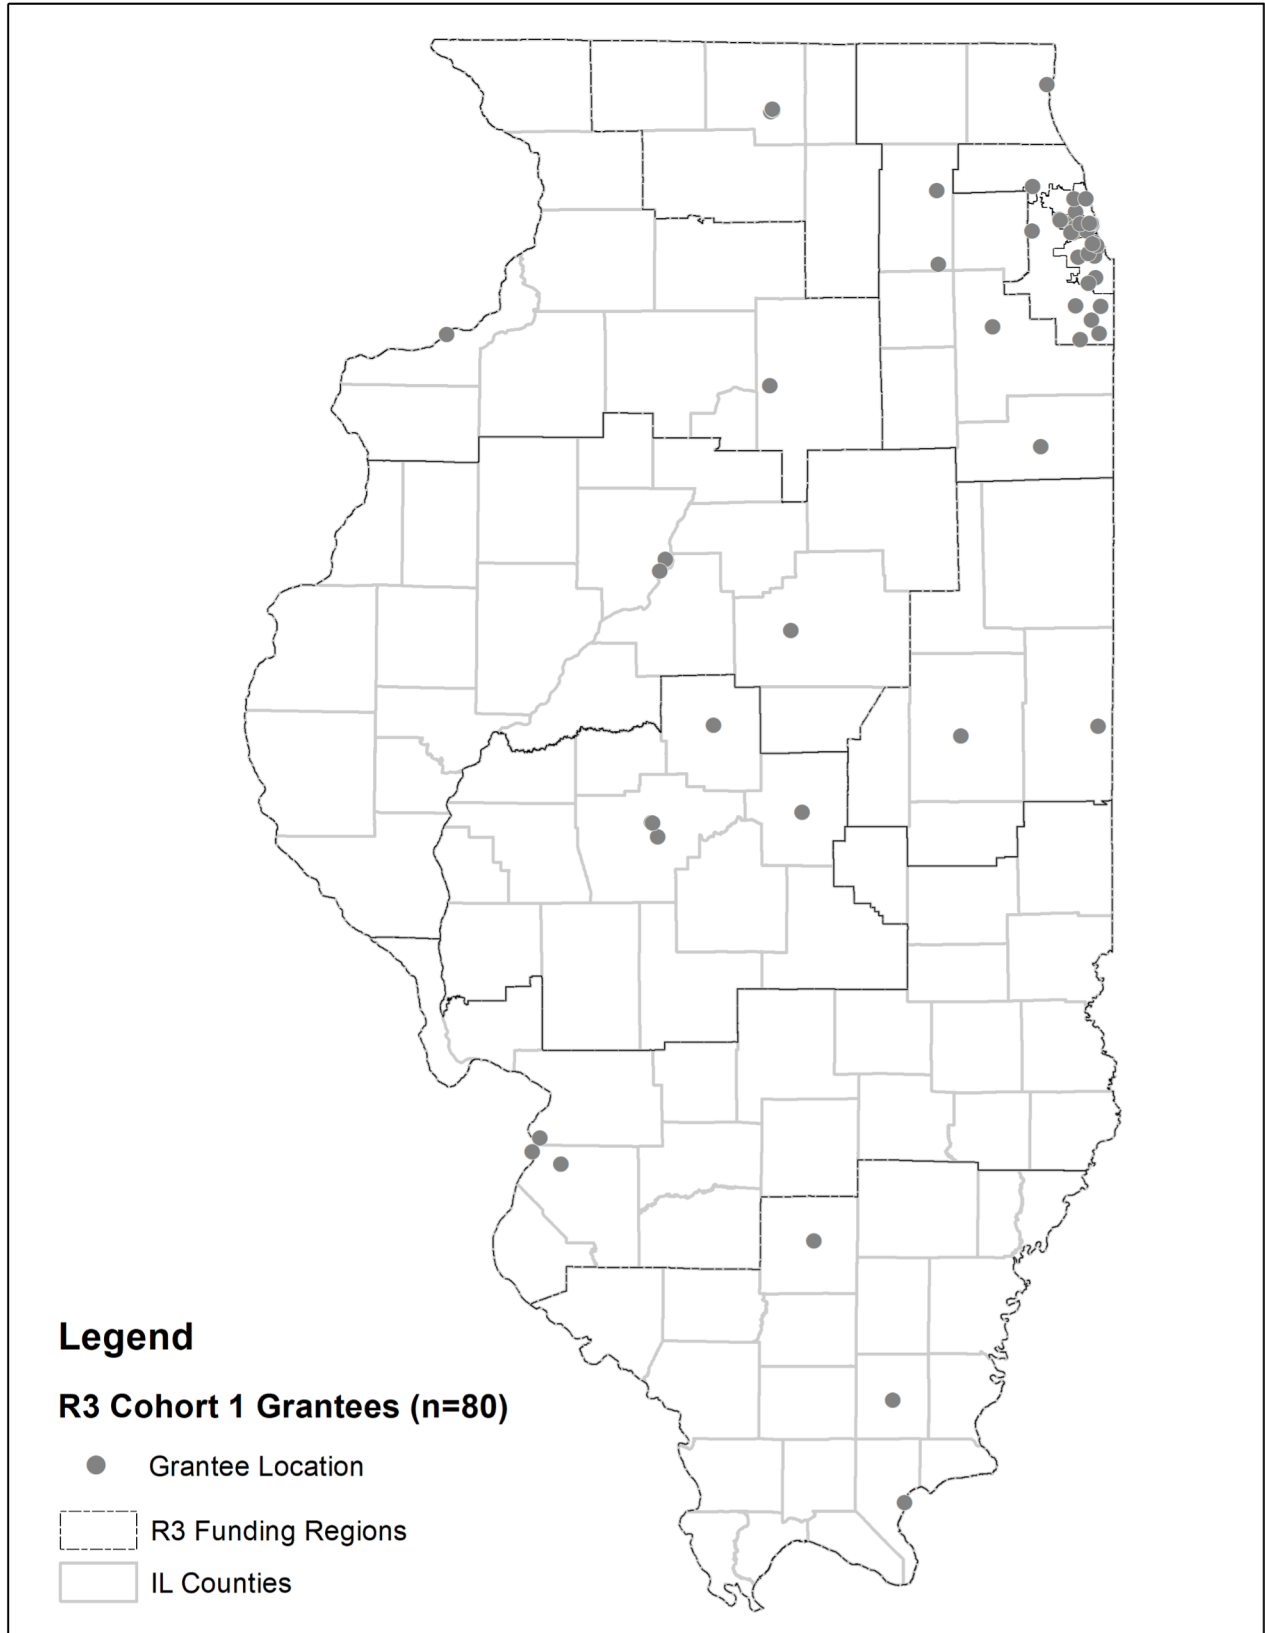 Legend
R3 Cohort 1 Grantees (n=80)
Grantee Location
R3 Funding Regions
IL Counties